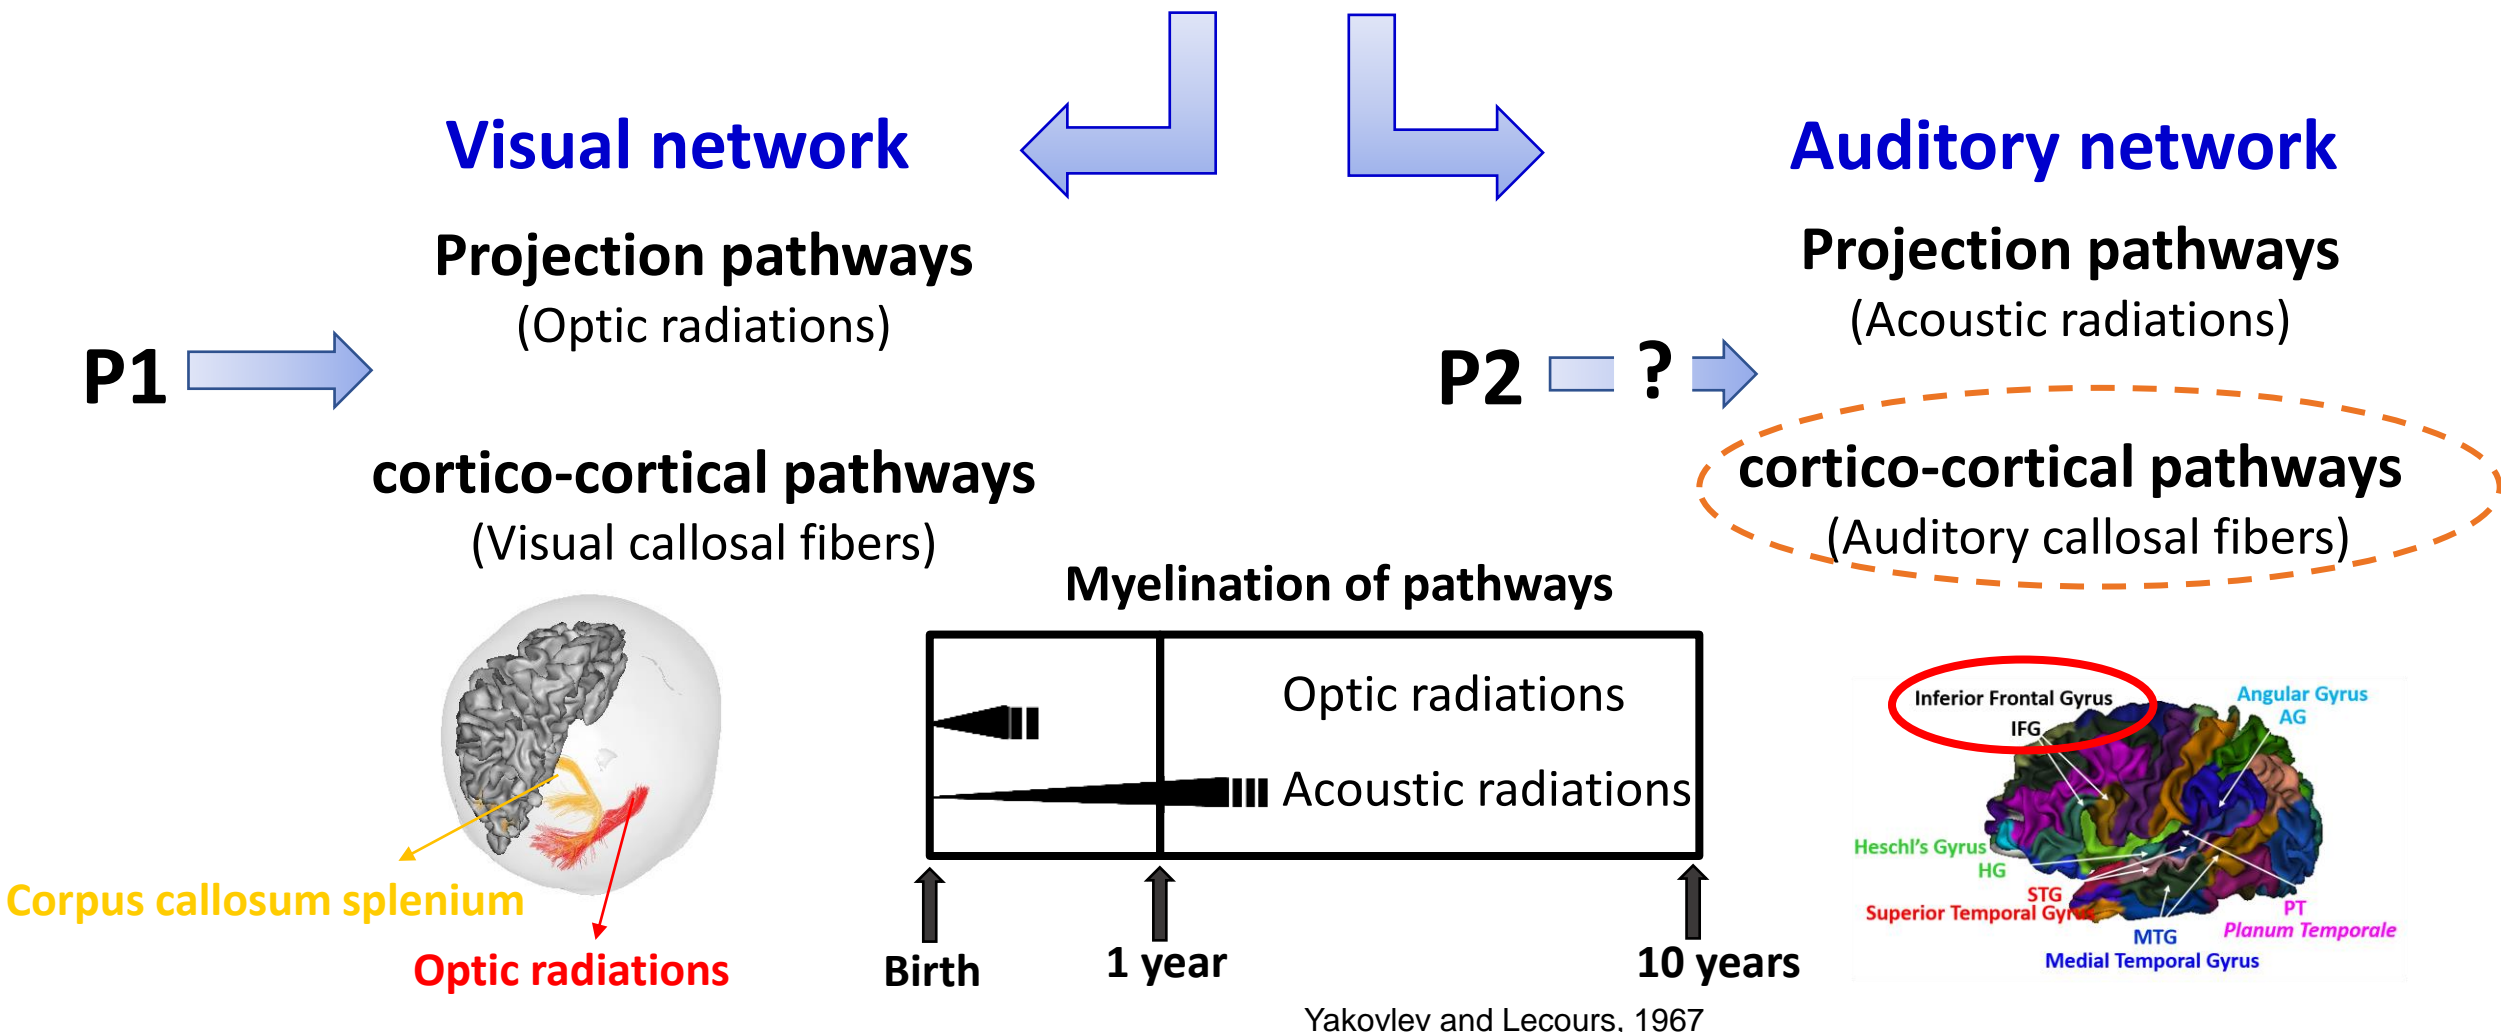 Visual network
Auditory network
Projection pathways
(Optic radiations)
Projection pathways
(Acoustic radiations)
P1
P2
?
cortico-cortical pathways
(Visual callosal fibers)
cortico-cortical pathways
(Auditory callosal fibers)
Myelination of pathways
Optic radiations
Acoustic radiations
Birth
1 year
10 years
Yakovlev and Lecours, 1967
Corpus callosum splenium
Optic radiations
Inferior Frontal Gyrus
IFG
Angular Gyrus
AG
Heschl's Gyrus
HG
STG
Superior Temporal Gyrus
PT
Planum Temporale
MTG
Medial Temporal Gyrus